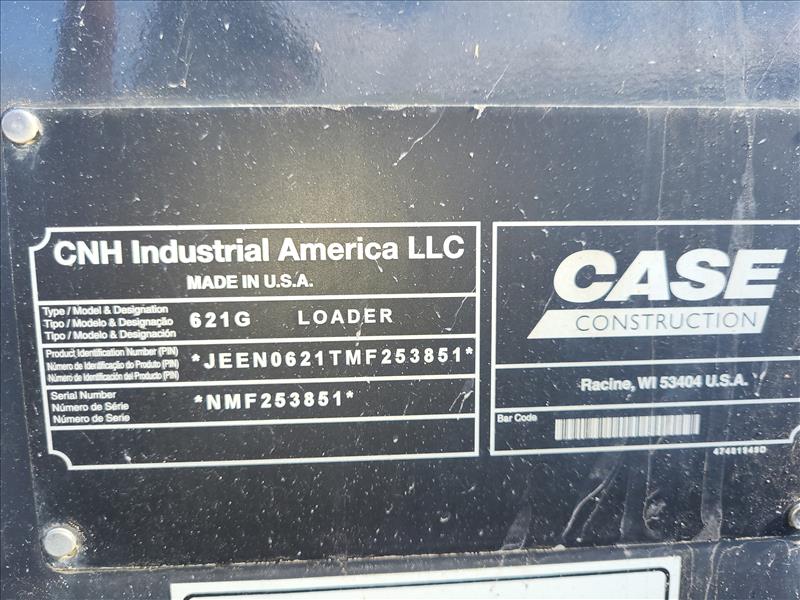 CNH Industrial America LLC
MADE IN U.S.A.
Type / Model & Designation
Tipo / Modelo & Designação
Tipo / Modelo & Designación
621G LOADER
Product Identification Number (PIN)
Número de Identificação do Produto (PIN)
Número de Identificación del Producto (PIN)
*JEEN0621TMF253851*
Serial Number
Número de Série
Número de Serie
*NMF253851*
CASE
CONSTRUCTION
Racine, WI 53404 U.S.A.
Bar Code